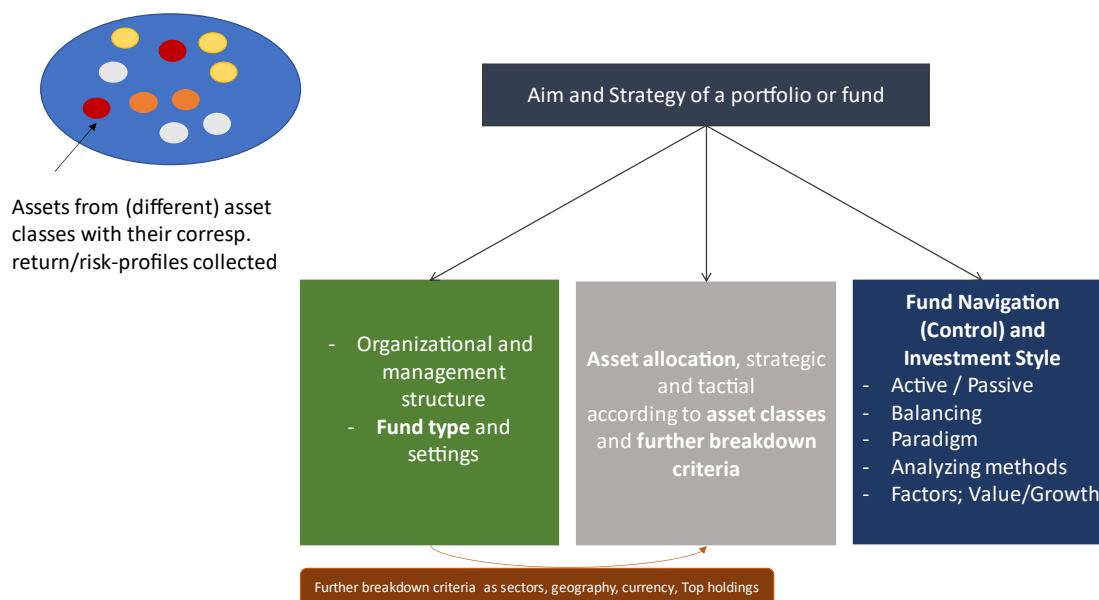 Aim and Strategy of a portfolio or fund
Assets from (different) asset
classes with their corresp.
return/risk-profiles collected
- Organizational and
management
structure
- Fund type and
settings
Asset allocation, strategic
and tactial
according to asset classes
and further breakdown
criteria
Fund Navigation
(Control) and
Investment Style
- Active / Passive
- Balancing
- Paradigm
- Analyzing methods
- Factors; Value/Growth
Further breakdown criteria as sectors, geography, currency, Top holdings